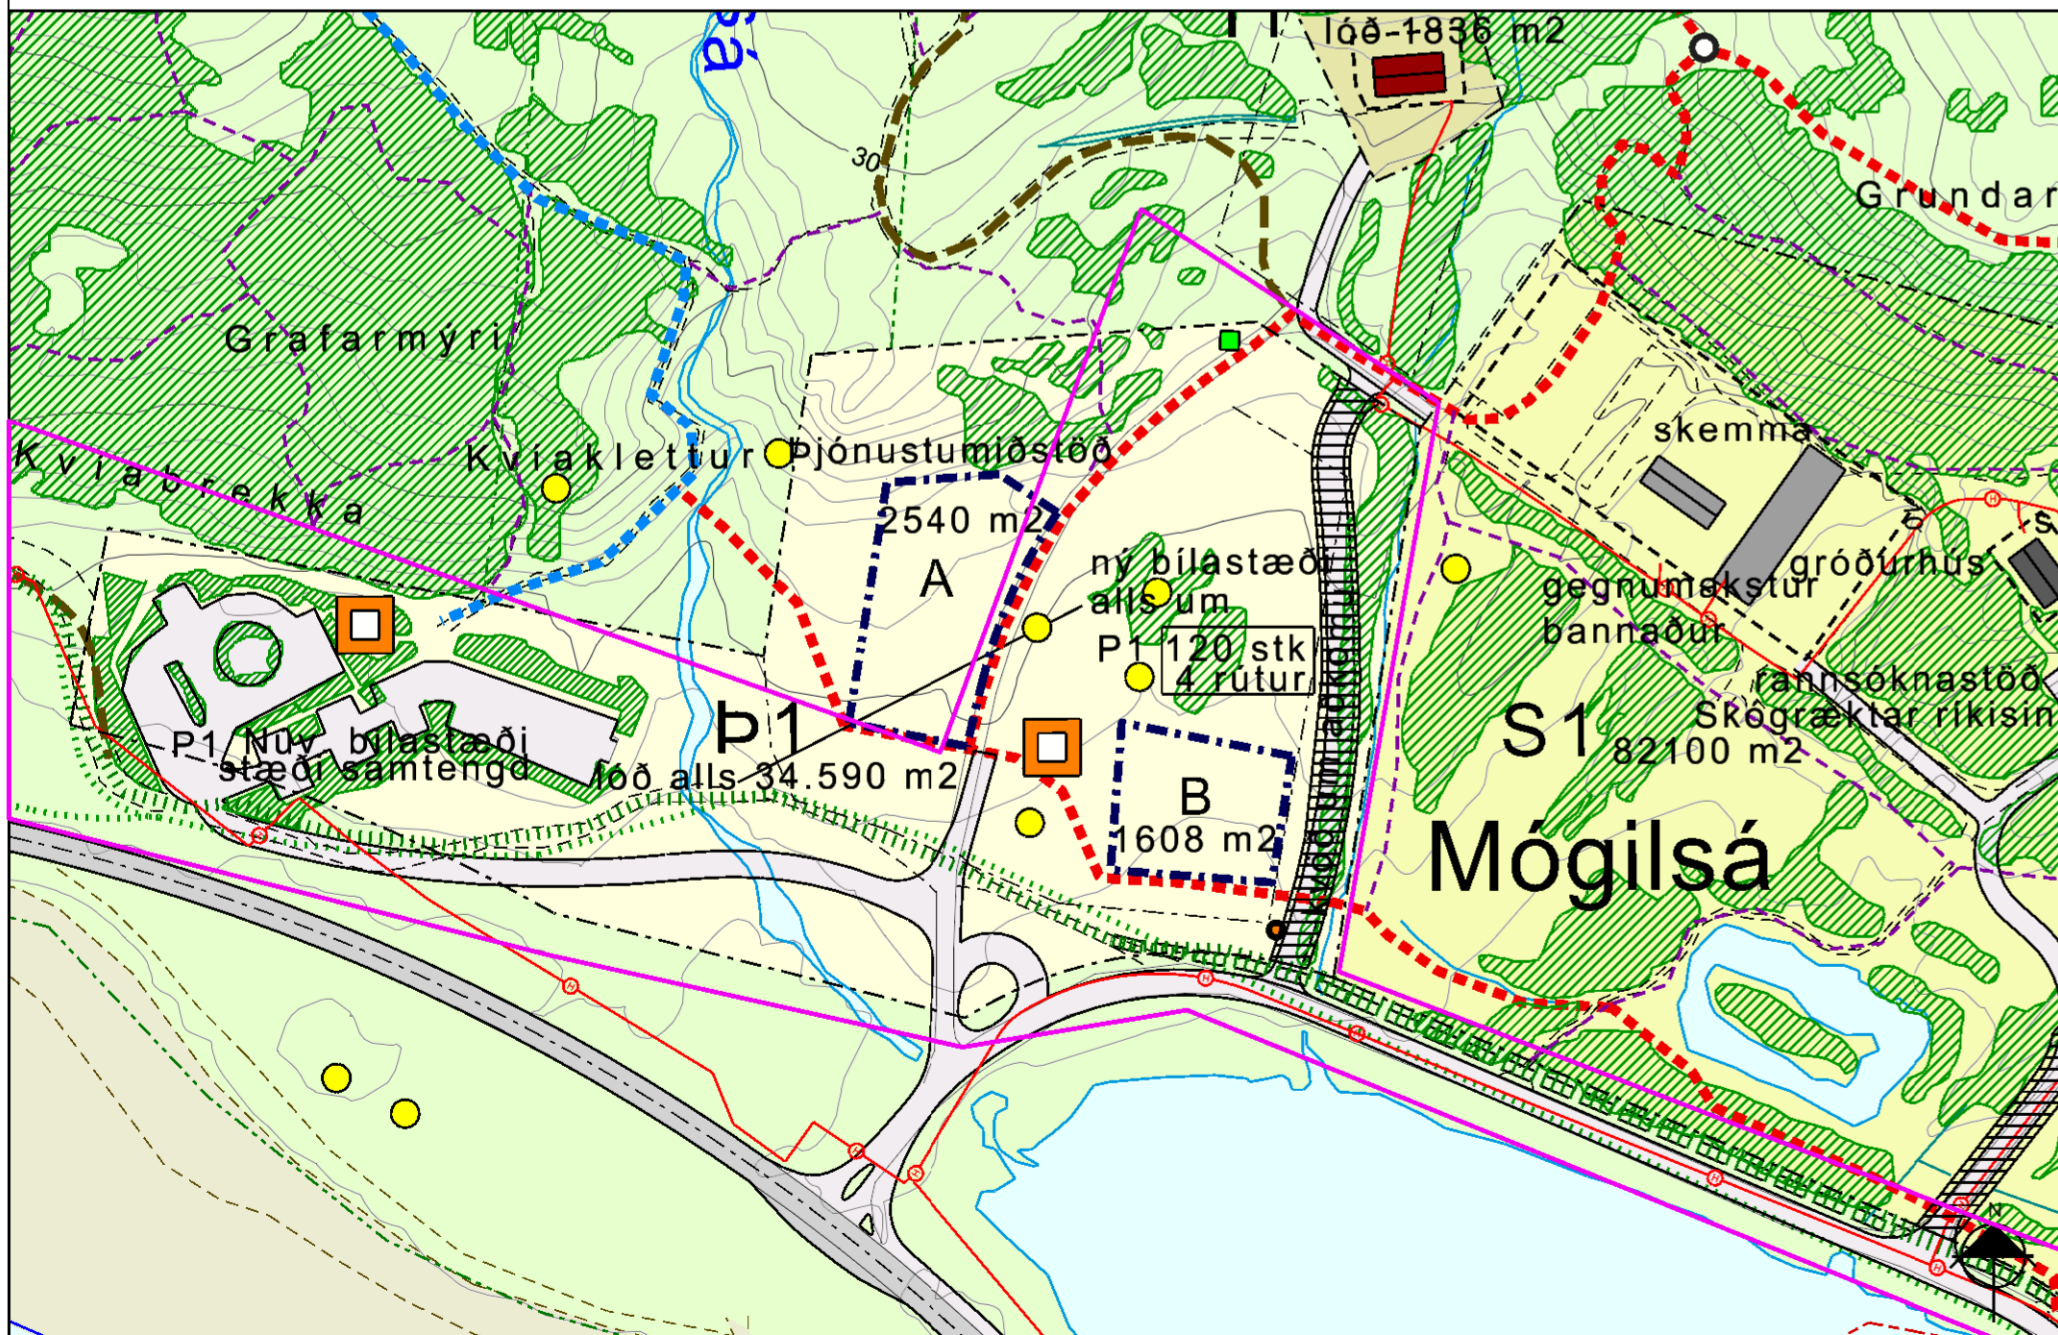 sá
lóð 1836 m2
30
Grundar
Grafarmýri
skemma
Kvíaklettur
Þjónustumiðstöð
Kvíabrekka
2540 m2
A
ný bílastæði
alls um
gróðurhús
gegnumakstur
bannaður
P1 120 stk
4 rútur
rannsóknastöð
Skógræktar ríkisin
Þ1
S1
82100 m2
P1 Núv. bílastæði
stæði samtengd
lóð alls 34.590 m2
B
1608 m2
Mógilsá
N